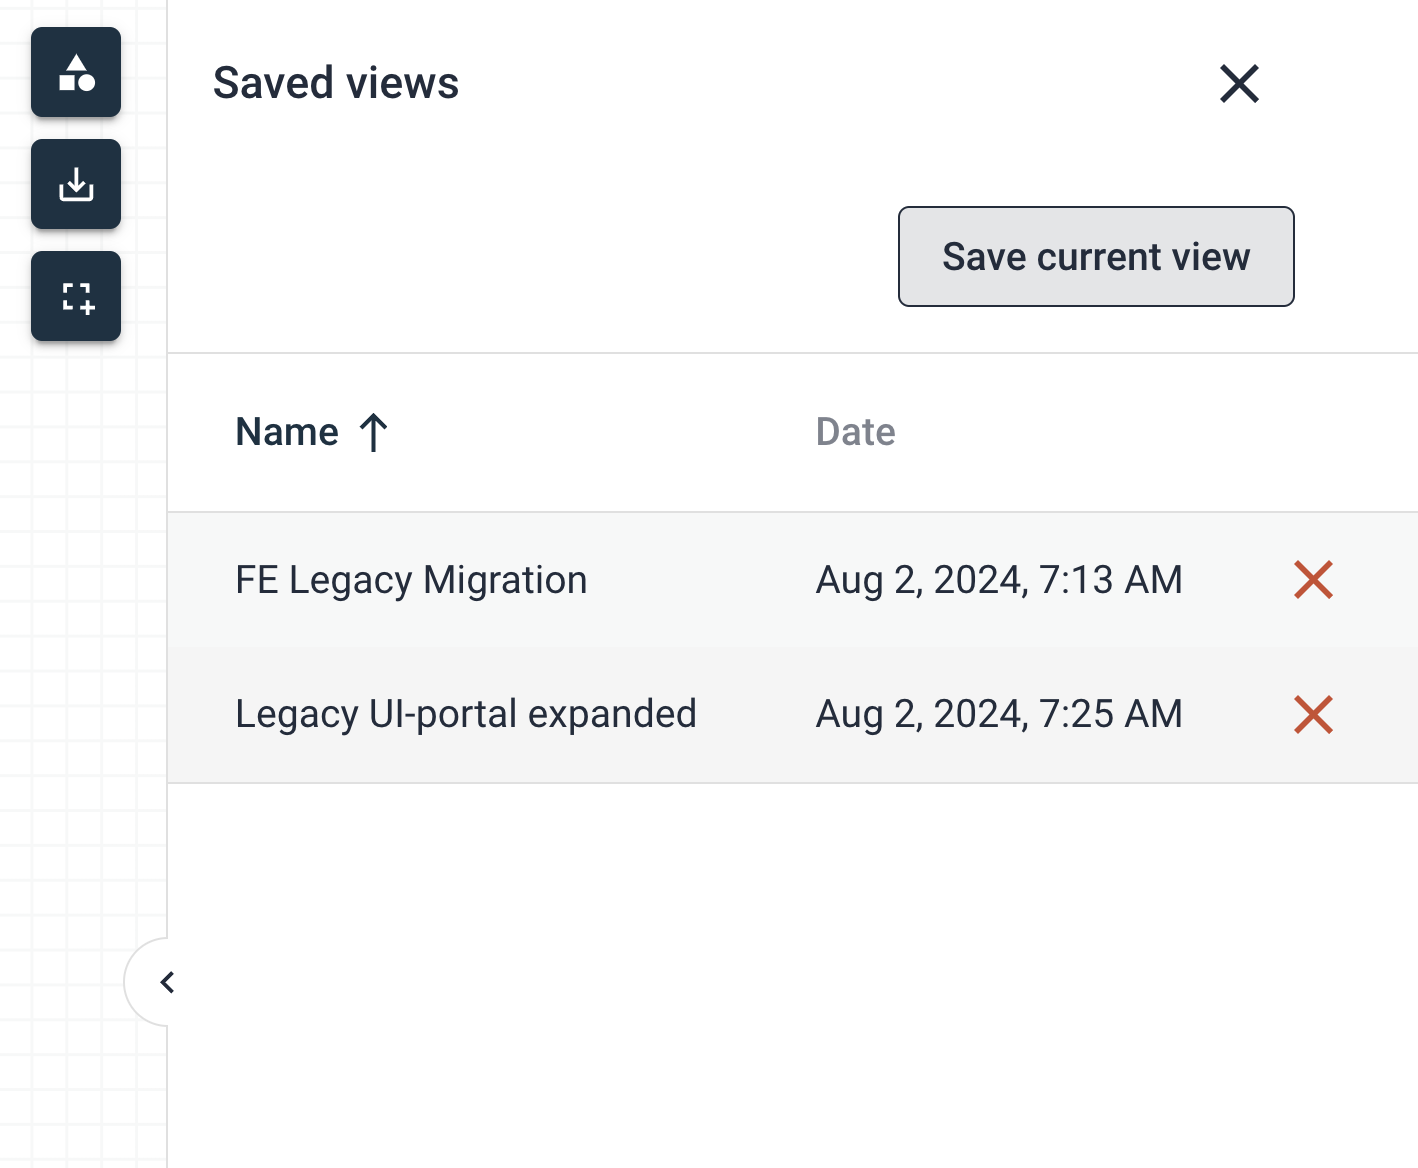 Saved views
Save current view
Name Date
FE Legacy Migration Aug 2, 2024, 7:13 AM
Legacy UI-portal expanded Aug 2, 2024, 7:25 AM